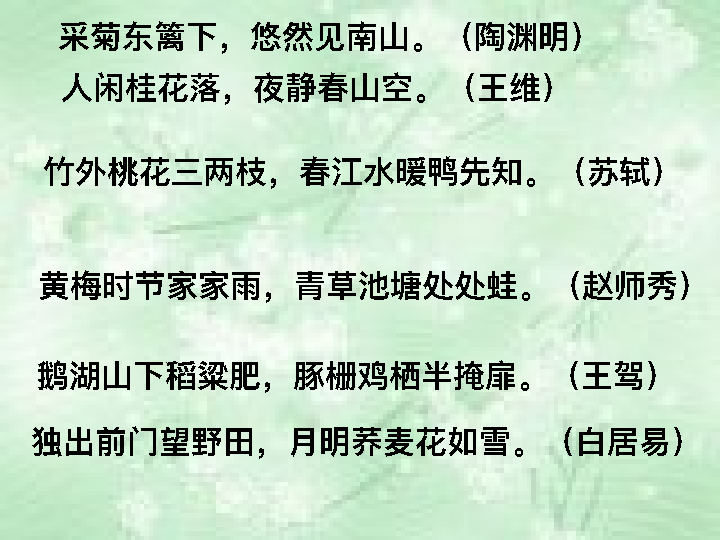 采菊东篱下，悠然见南山。（陶渊明）
人闲桂花落，夜静春山空。（王维）
竹外桃花三两枝，春江水暖鸭先知。（苏轼）
黄梅时节家家雨，青草池塘处处蛙。（赵师秀）
鹅湖山下稻粱肥，豚栅鸡栖半掩扉。（王驾）
独出前门望野田，月明荞麦花如雪。（白居易）